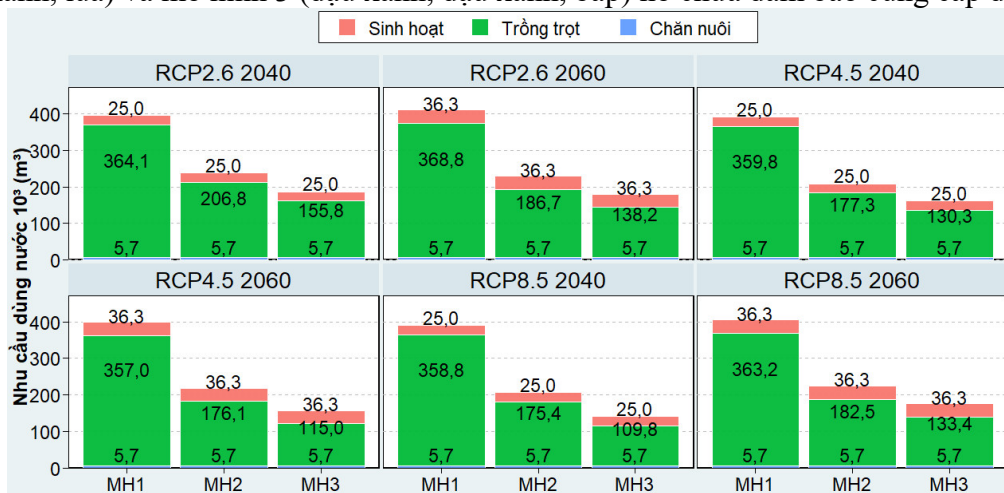 (đậu nành, đậu nành, bắp)
Sinh hoạt Trồng trọt Chăn nuôi
RCP2.6 2040 RCP2.6 2060 RCP4.5 2040
Nhu cầu dùng nước 10³ (m³)
400
300
200
100
0
25,0 364,1 5,7
25,0 206,8 5,7
25,0 155,8 5,7
36,3 368,8 5,7
36,3 186,7 5,7
36,3 138,2 5,7
25,0 359,8 5,7
25,0 177,3 5,7
25,0 130,3 5,7
RCP4.5 2060 RCP8.5 2040 RCP8.5 2060
400
300
200
100
0
36,3 357,0 5,7
36,3 176,1 5,7
36,3 115,0 5,7
25,0 358,8 5,7
25,0 175,4 5,7
25,0 109,8 5,7
36,3 363,2 5,7
36,3 182,5 5,7
36,3 133,4 5,7
MH1 MH2 MH3 MH1 MH2 MH3 MH1 MH2 MH3